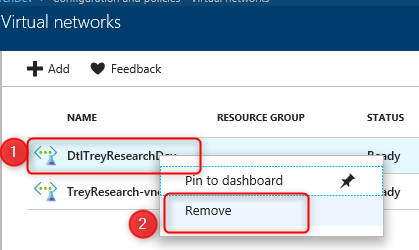 Configuration and policies - Virtual networks
Virtual networks
Add Feedback
NAME RESOURCE GROUP STATUS
1 DtlTreyResearchDev Ready
Pin to dashboard
TreyResearch-vne Ready
2 Remove